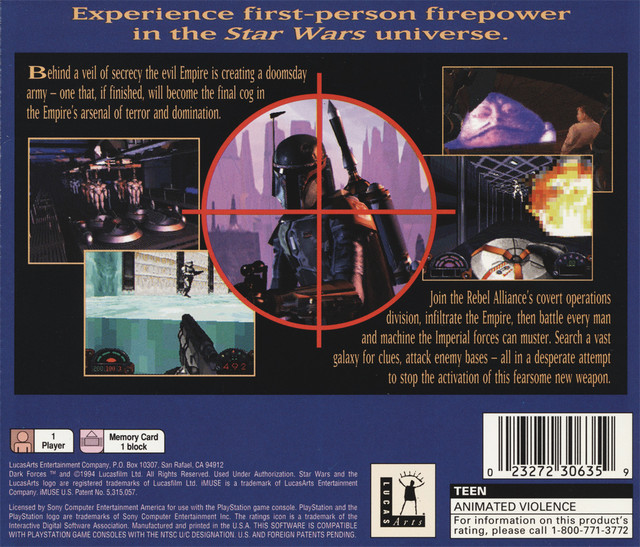 Experience first-person firepower
in the Star Wars universe.
Behind a veil of secrecy the evil Empire is creating a doomsday
army – one that, if finished, will become the final cog in
the Empire's arsenal of terror and domination.
Join the Rebel Alliance's covert operations
division, infiltrate the Empire, then battle every man
and machine the Imperial forces can muster. Search a vast
galaxy for clues, attack enemy bases – all in a desperate attempt
to stop the activation of this fearsome new weapon.
1
Player
Memory Card
1 block
LucasArts Entertainment Company, P.O. Box 10307, San Rafael, CA 94912
Dark Forces ™ and ©1994 Lucasfilm Ltd. All Rights Reserved. Used Under Authorization. Star Wars and the
LucasArts logo are registered trademarks of Lucasfilm Ltd. iMUSE is a trademark of LucasArts Entertainment
Company. iMUSE U.S. Patent No. 5,315,057.
Licensed by Sony Computer Entertainment America for use with the PlayStation game console. PlayStation and the
PlayStation logo are trademarks of Sony Computer Entertainment Inc. The ratings icon is a trademark of the
Interactive Digital Software Association. Manufactured and printed in the U.S.A. THIS SOFTWARE IS COMPATIBLE
WITH PLAYSTATION GAME CONSOLES WITH THE NTSC U/C DESIGNATION. U.S. AND FOREIGN PATENTS PENDING.
LUCAS
Arts
0 23272 30635 9
TEEN
ANIMATED VIOLENCE
For information on this product's
rating, please call 1-800-771-3772